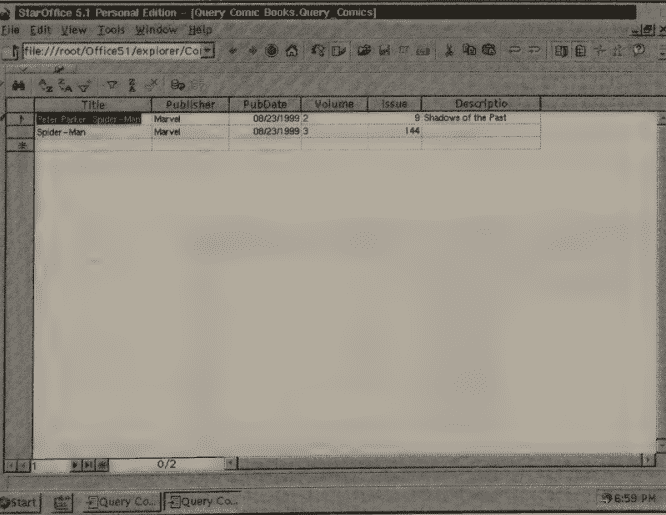 StarOffice 5.1 Personal Edition - [Query Comic Books.Query_Comics]
File Edit View Tools Window Help
file:///root/Office51/explorer/Co
Title Publisher PubDate Volume Issue Descriptio
Peter Parker Spider-Man Marvel 08/23/1999 2 9 Shadows of the Past
Spider-Man Marvel 08/23/1999 3 144
1 0/2
Start Query Co... Query Co... 6:59 PM